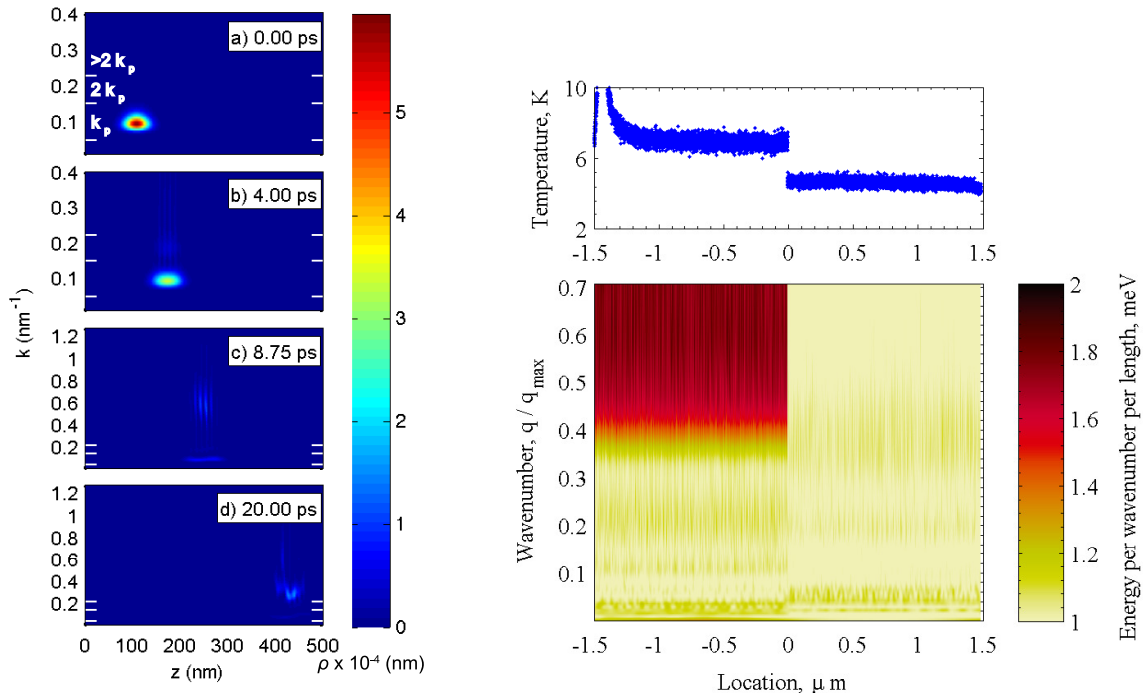 0.4
0.3
0.2
0.1
a) 0.00 ps
>2 kp
2 kp
kp
0.4
0.3
0.2
0.1
b) 4.00 ps
1.2
1
0.8
0.6
0.4
0.2
c) 8.75 ps
1.2
1
0.8
0.6
0.4
0.2
d) 20.00 ps
k (nm⁻¹)
0 100 200 300 400 500
z (nm)
5
4
3
2
1
0
ρ x 10⁻⁴ (nm)
Temperature, K
10
6
2
-1.5 -1 -0.5 0 0.5 1 1.5
Wavenumber, q / qmax
0.7
0.6
0.5
0.4
0.3
0.2
0.1
-1.5 -1 -0.5 0 0.5 1 1.5
Location, μ m
2
1.8
1.6
1.4
1.2
1
Energy per wavenumber per length, meV